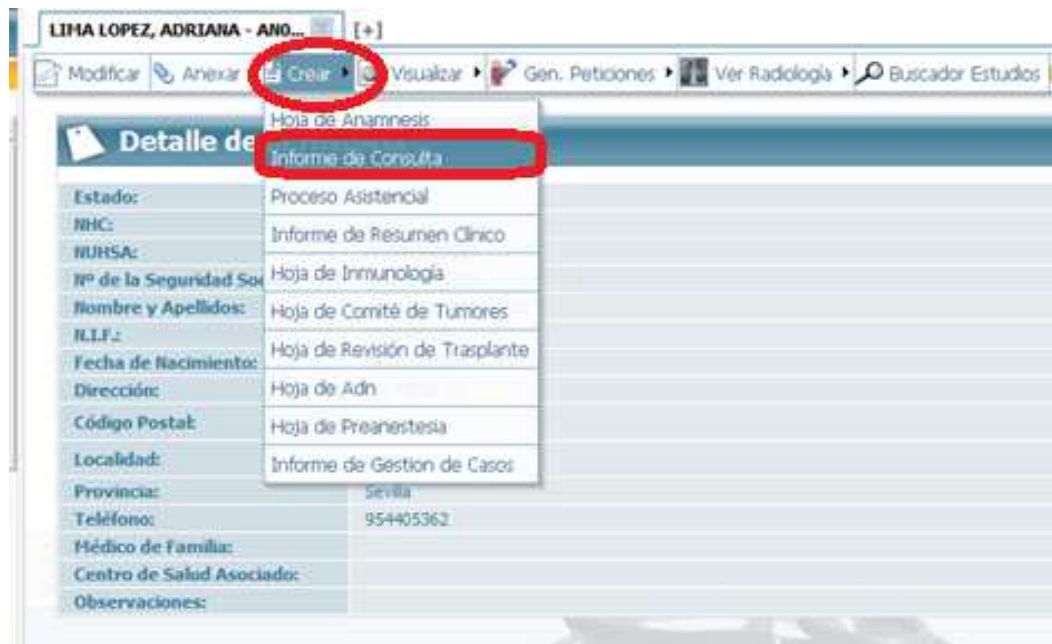 LIMA LOPEZ, ADRIANA - ANO... [+]
Modificar Anexar Crear Visualizar Gen. Peticiones Ver Radiología Buscador Estudios
Hoja de Anamnesis
Detalle de
Informe de Consulta
Estado:
Proceso Asistencial
NHC:
Informe de Resumen Clínico
NUHSA:
Nº de la Seguridad Soc
Hoja de Inmunología
Nombre y Apellidos:
Hoja de Comité de Tumores
N.I.F.:
Hoja de Revisión de Trasplante
Fecha de Nacimiento:
Dirección:
Hoja de Adn
Código Postal:
Hoja de Preanestesia
Localidad:
Informe de Gestion de Casos
Provincia: Sevilla
Teléfono: 954405362
Médico de Familia:
Centro de Salud Asociado:
Observaciones: